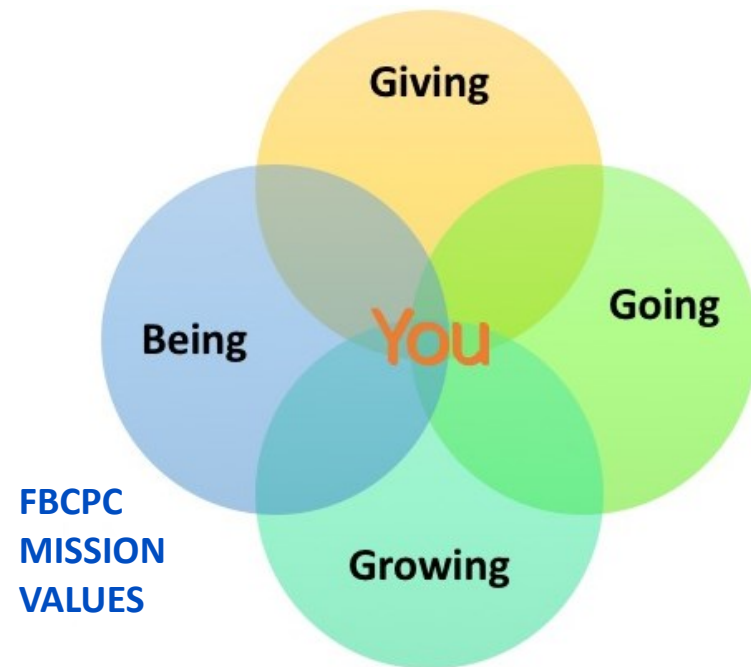 Giving
Going
Being
You
Growing
FBCPC
MISSION
VALUES